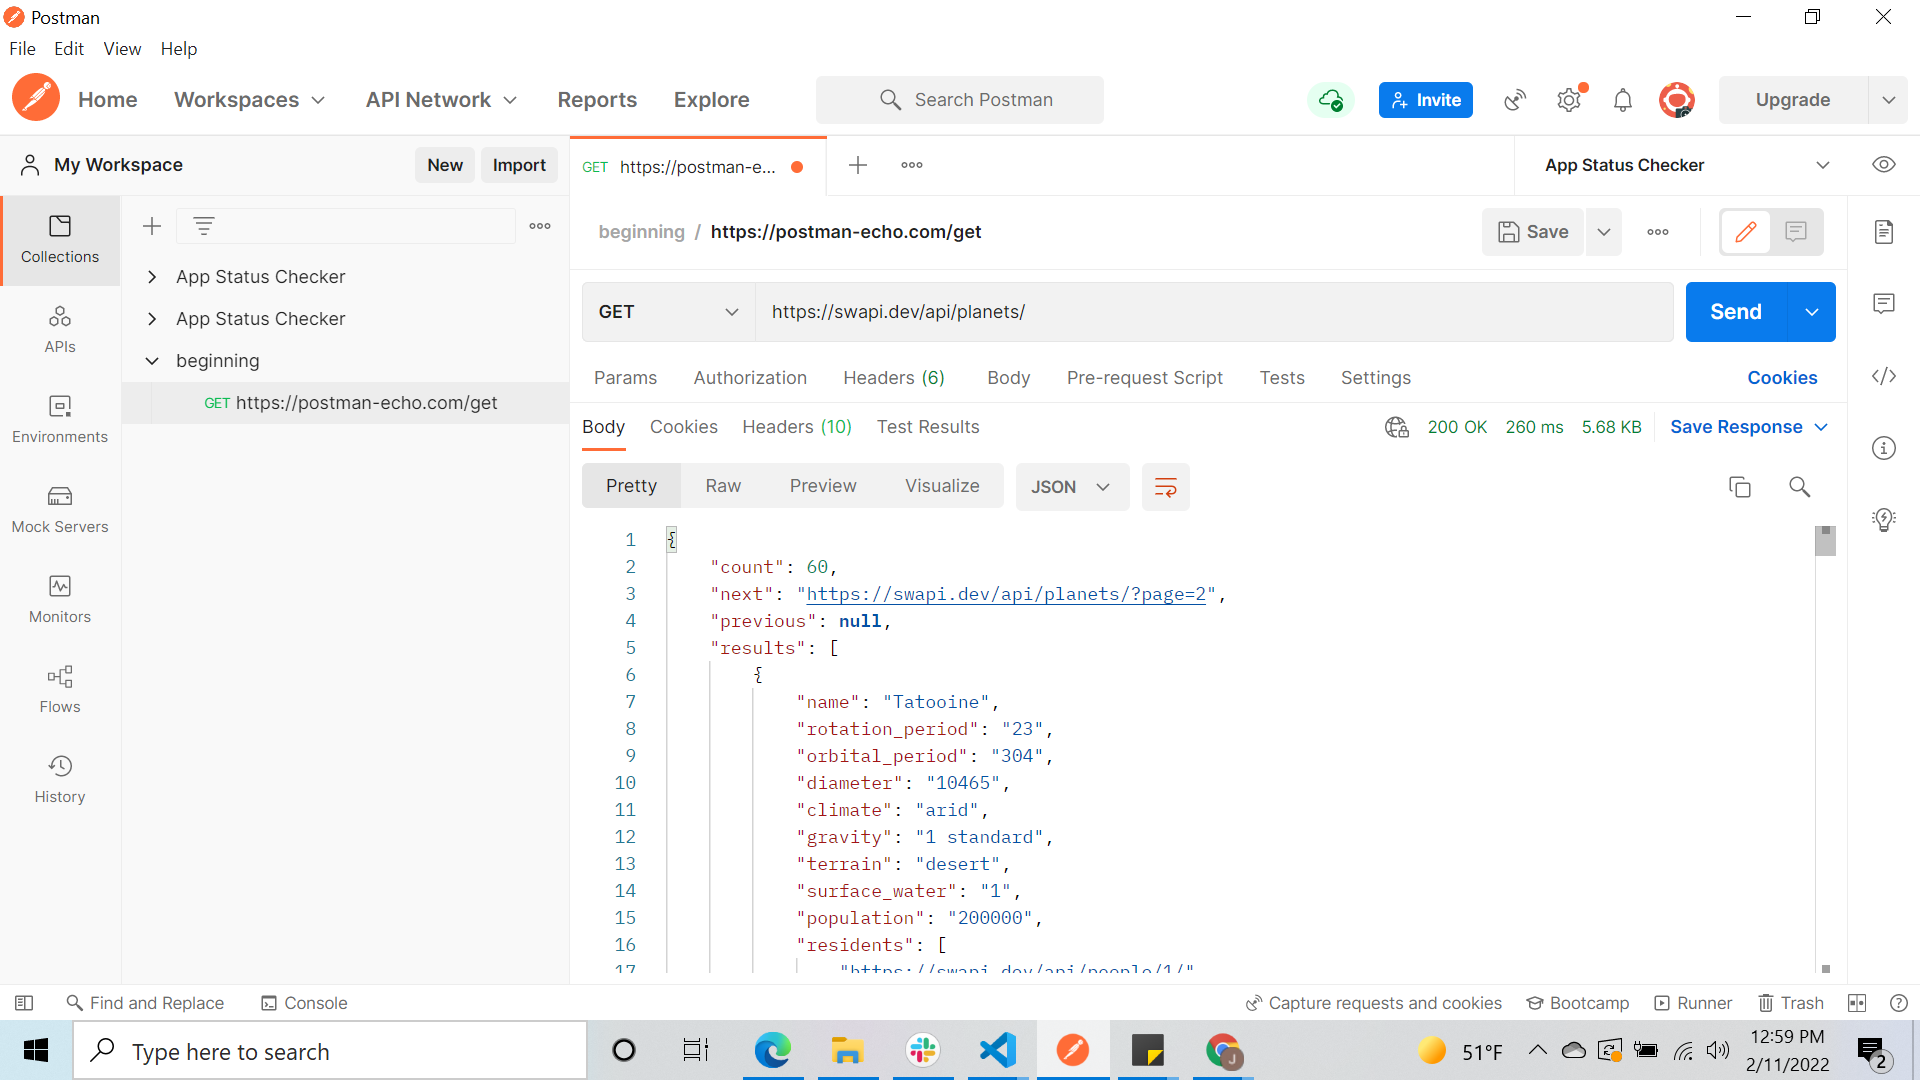 Postman
File Edit View Help
Home Workspaces API Network Reports Explore Search Postman Invite Upgrade
My Workspace New Import GET https://postman-e... App Status Checker
Collections
APIs
Environments
Mock Servers
Monitors
Flows
History
App Status Checker
App Status Checker
beginning
GET https://postman-echo.com/get
beginning / https://postman-echo.com/get Save
GET https://swapi.dev/api/planets/ Send
Params Authorization Headers (6) Body Pre-request Script Tests Settings Cookies
Body Cookies Headers (10) Test Results 200 OK 260 ms 5.68 KB Save Response
Pretty Raw Preview Visualize JSON
1 {
2 "count": 60,
3 "next": "https://swapi.dev/api/planets/?page=2",
4 "previous": null,
5 "results": [
6 {
7 "name": "Tatooine",
8 "rotation_period": "23",
9 "orbital_period": "304",
10 "diameter": "10465",
11 "climate": "arid",
12 "gravity": "1 standard",
13 "terrain": "desert",
14 "surface_water": "1",
15 "population": "200000",
16 "residents": [
17 "https://swapi.dev/api/people/1/"
Find and Replace Console Capture requests and cookies Bootcamp Runner Trash
Type here to search J 51°F 12:59 PM 2
2/11/2022